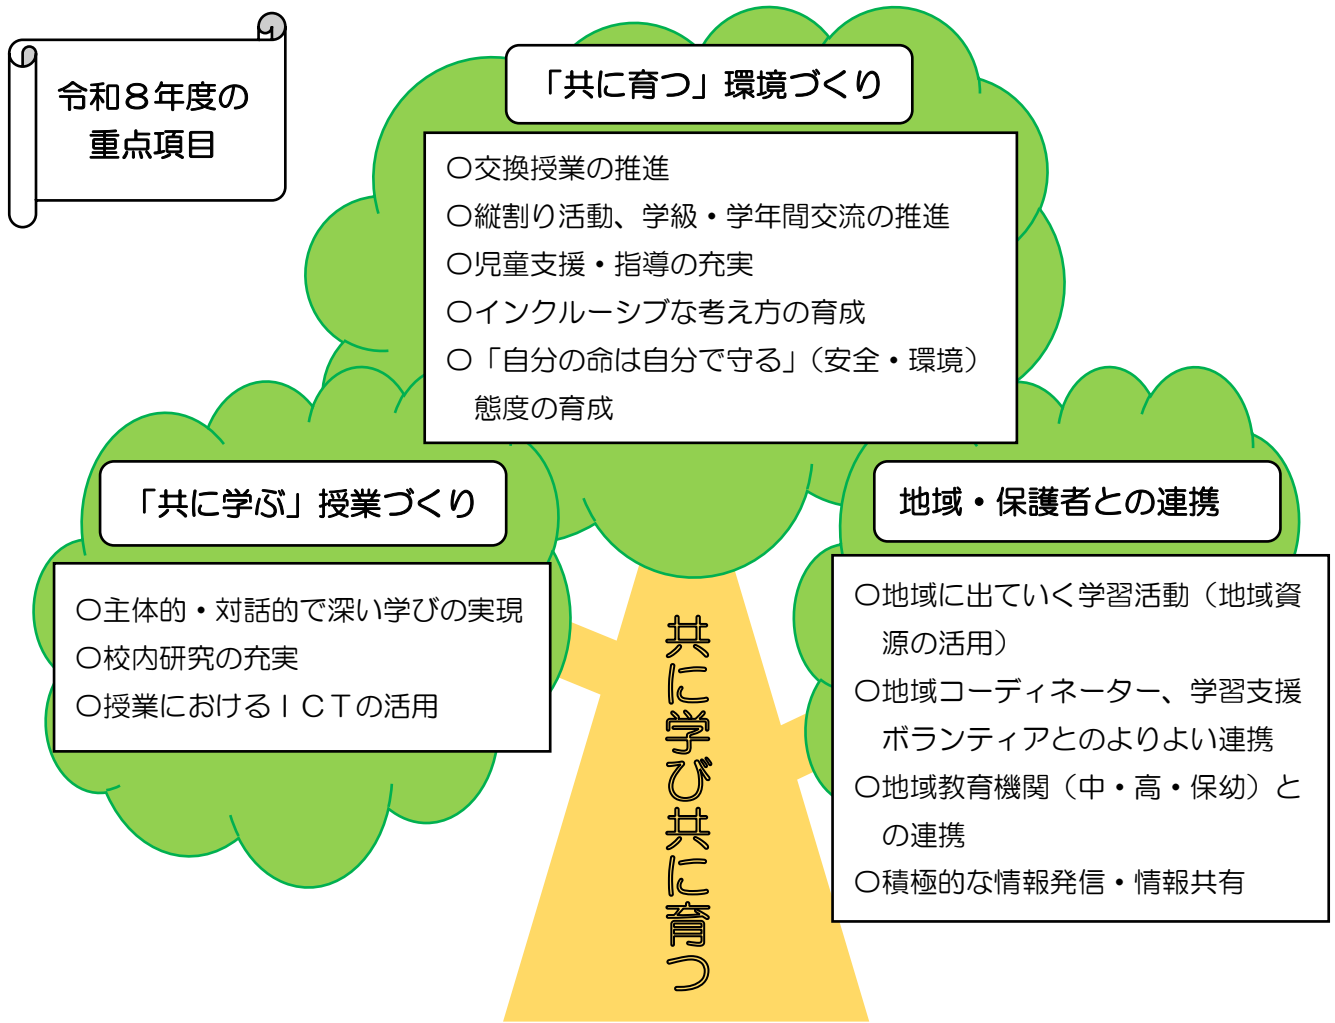 令和８年度の
重点項目
「共に育つ」環境づくり
〇交換授業の推進
〇縦割り活動、学級・学年間交流の推進
〇児童支援・指導の充実
〇インクルーシブな考え方の育成
〇「自分の命は自分で守る」（安全・環境）
態度の育成
「共に学ぶ」授業づくり
〇主体的・対話的で深い学びの実現
〇校内研究の充実
〇授業におけるＩＣＴの活用
地域・保護者との連携
〇地域に出ていく学習活動（地域資
源の活用）
〇地域コーディネーター、学習支援
ボランティアとのよりよい連携
〇地域教育機関（中・高・保幼）と
の連携
〇積極的な情報発信・情報共有
共に学び共に育つ